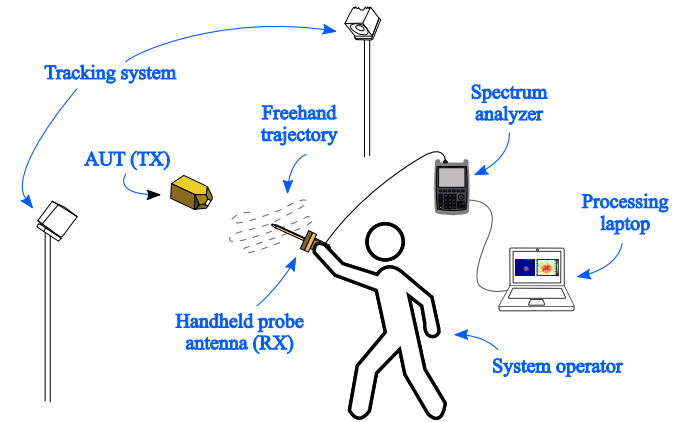 Tracking system
Freehand
trajectory
Spectrum
analyzer
AUT (TX)
Processing
laptop
Handheld probe
antenna (RX)
System operator